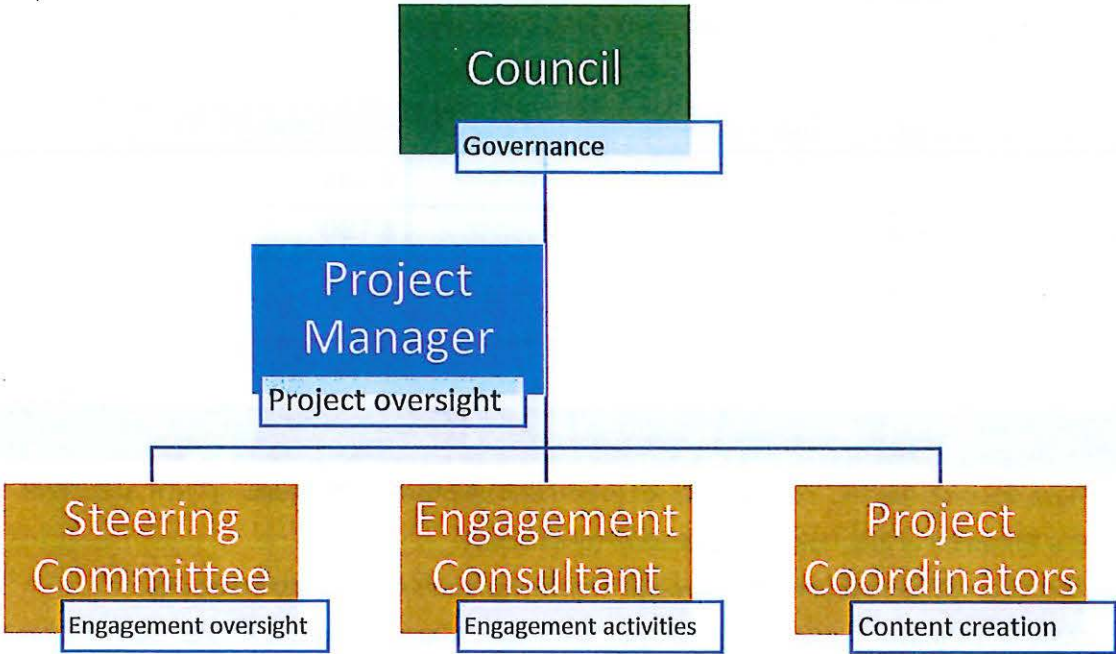 Council
Governance
Project
Manager
Project oversight
Steering
Committee
Engagement oversight
Engagement
Consultant
Engagement activities
Project
Coordinators
Content creation